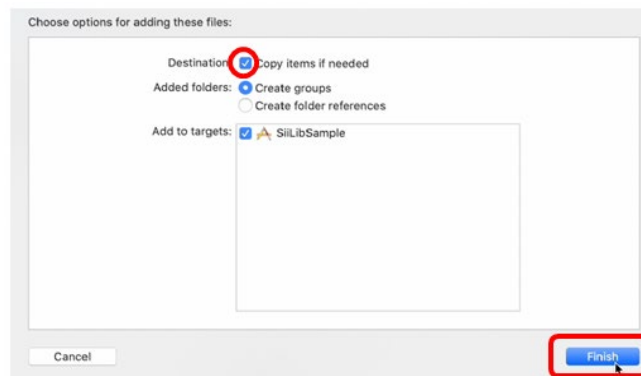 Choose options for adding these files:
Destination: Copy items if needed
Added folders: Create groups
Create folder references
Add to targets: SiiLibSample
Cancel
Finish